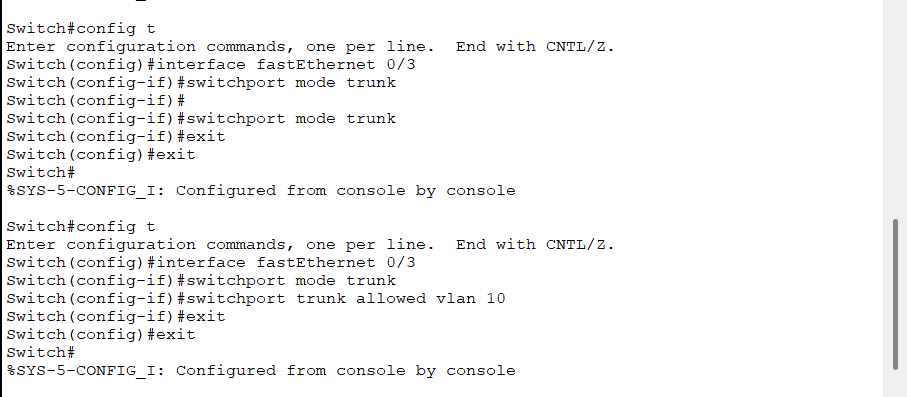 Switch#config t
Enter configuration commands, one per line.  End with CNTL/Z.
Switch(config)#interface fastEthernet 0/3
Switch(config-if)#switchport mode trunk
Switch(config-if)#
Switch(config-if)#switchport mode trunk
Switch(config-if)#exit
Switch(config)#exit
Switch#
%SYS-5-CONFIG_I: Configured from console by console
Switch#config t
Enter configuration commands, one per line.  End with CNTL/Z.
Switch(config)#interface fastEthernet 0/3
Switch(config-if)#switchport mode trunk
Switch(config-if)#switchport trunk allowed vlan 10
Switch(config-if)#exit
Switch(config)#exit
Switch#
%SYS-5-CONFIG_I: Configured from console by console